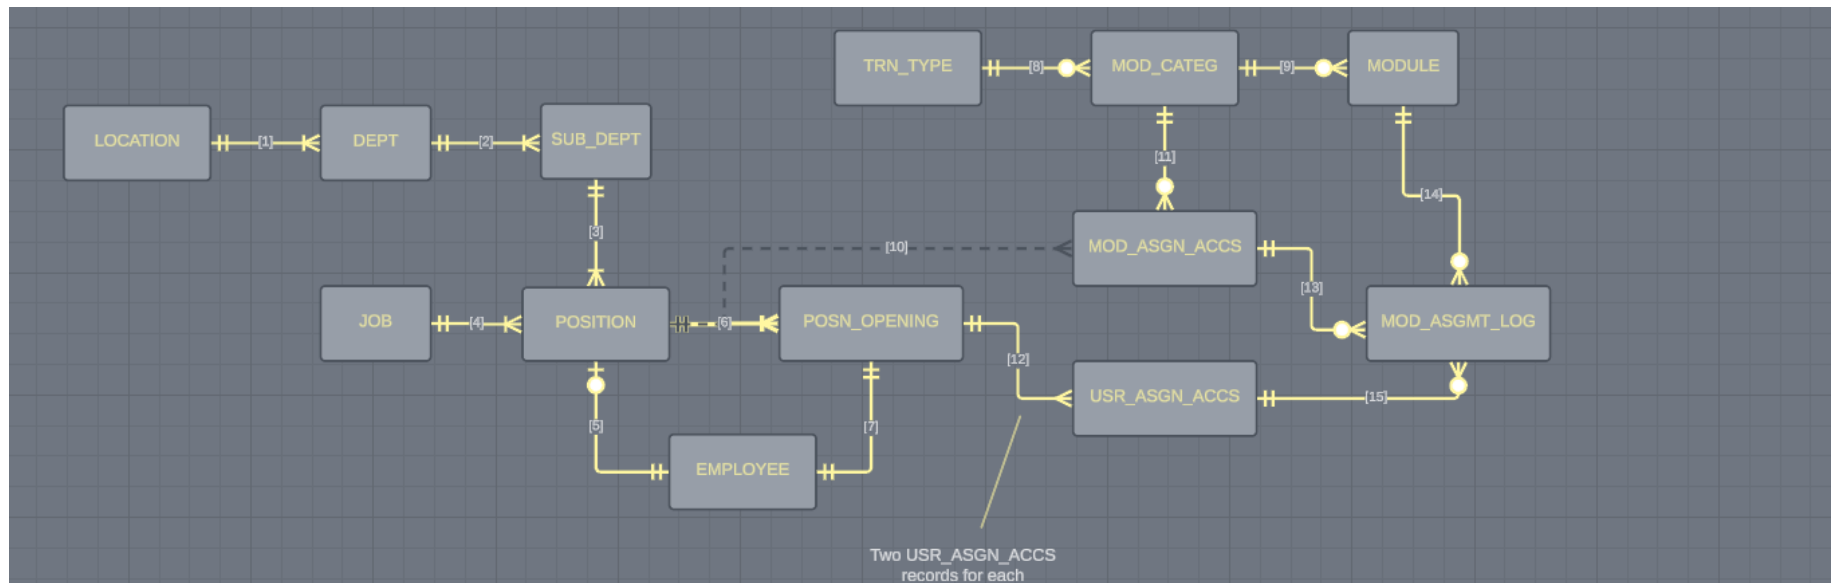 TRN_TYPE
[8]
MOD_CATEG
[9]
MODULE
LOCATION
[1]
DEPT
[2]
SUB_DEPT
[11]
[14]
[3]
[10]
MOD_ASGN_ACCS
[13]
JOB
[4]
POSITION
[6]
POSN_OPENING
MOD_ASGMT_LOG
[12]
USR_ASGN_ACCS
[15]
[5]
[7]
EMPLOYEE
Two USR_ASGN_ACCS
records for each